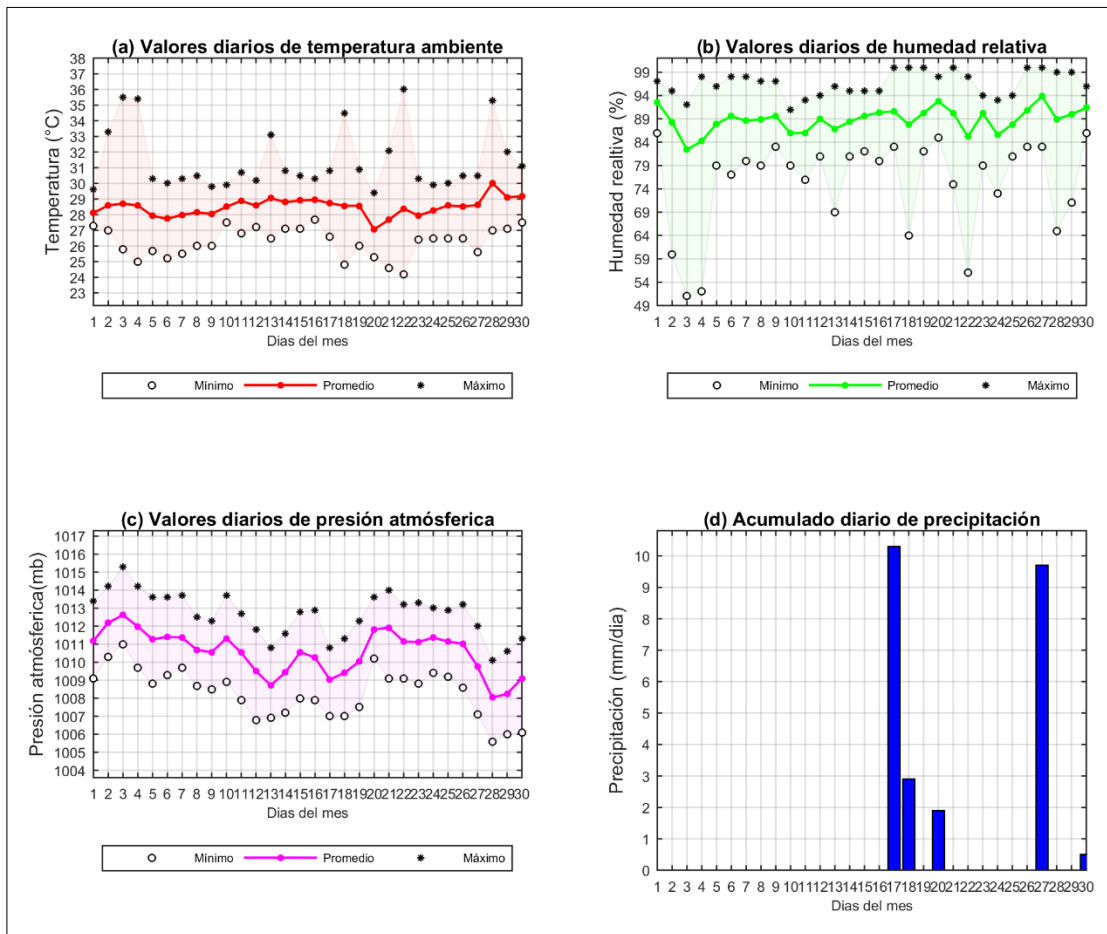 (a) Valores diarios de temperatura ambiente
38
37
36
35
34
33
32
31
30
29
28
27
26
25
24
23
Temperatura (°C)
1 2 3 4 5 6 7 8 9 10 11 12 13 14 15 16 17 18 19 20 21 22 23 24 25 26 27 28 29 30
Dias del mes
Mínimo Promedio Máximo
(b) Valores diarios de humedad relativa
99
94
89
84
79
74
69
64
59
54
49
Humedad realtiva (%)
1 2 3 4 5 6 7 8 9 10 11 12 13 14 15 16 17 18 19 20 21 22 23 24 25 26 27 28 29 30
Dias del mes
Mínimo Promedio Máximo
(c) Valores diarios de presión atmósferica
1017
1016
1015
1014
1013
1012
1011
1010
1009
1008
1007
1006
1005
1004
Presión atmósferica(mb)
1 2 3 4 5 6 7 8 9 10 11 12 13 14 15 16 17 18 19 20 21 22 23 24 25 26 27 28 29 30
Dias del mes
Mínimo Promedio Máximo
(d) Acumulado diario de precipitación
10
9
8
7
6
5
4
3
2
1
0
Precipitación (mm/dia)
1 2 3 4 5 6 7 8 9 10 11 12 13 14 15 16 17 18 19 20 21 22 23 24 25 26 27 28 29 30
Dias del mes